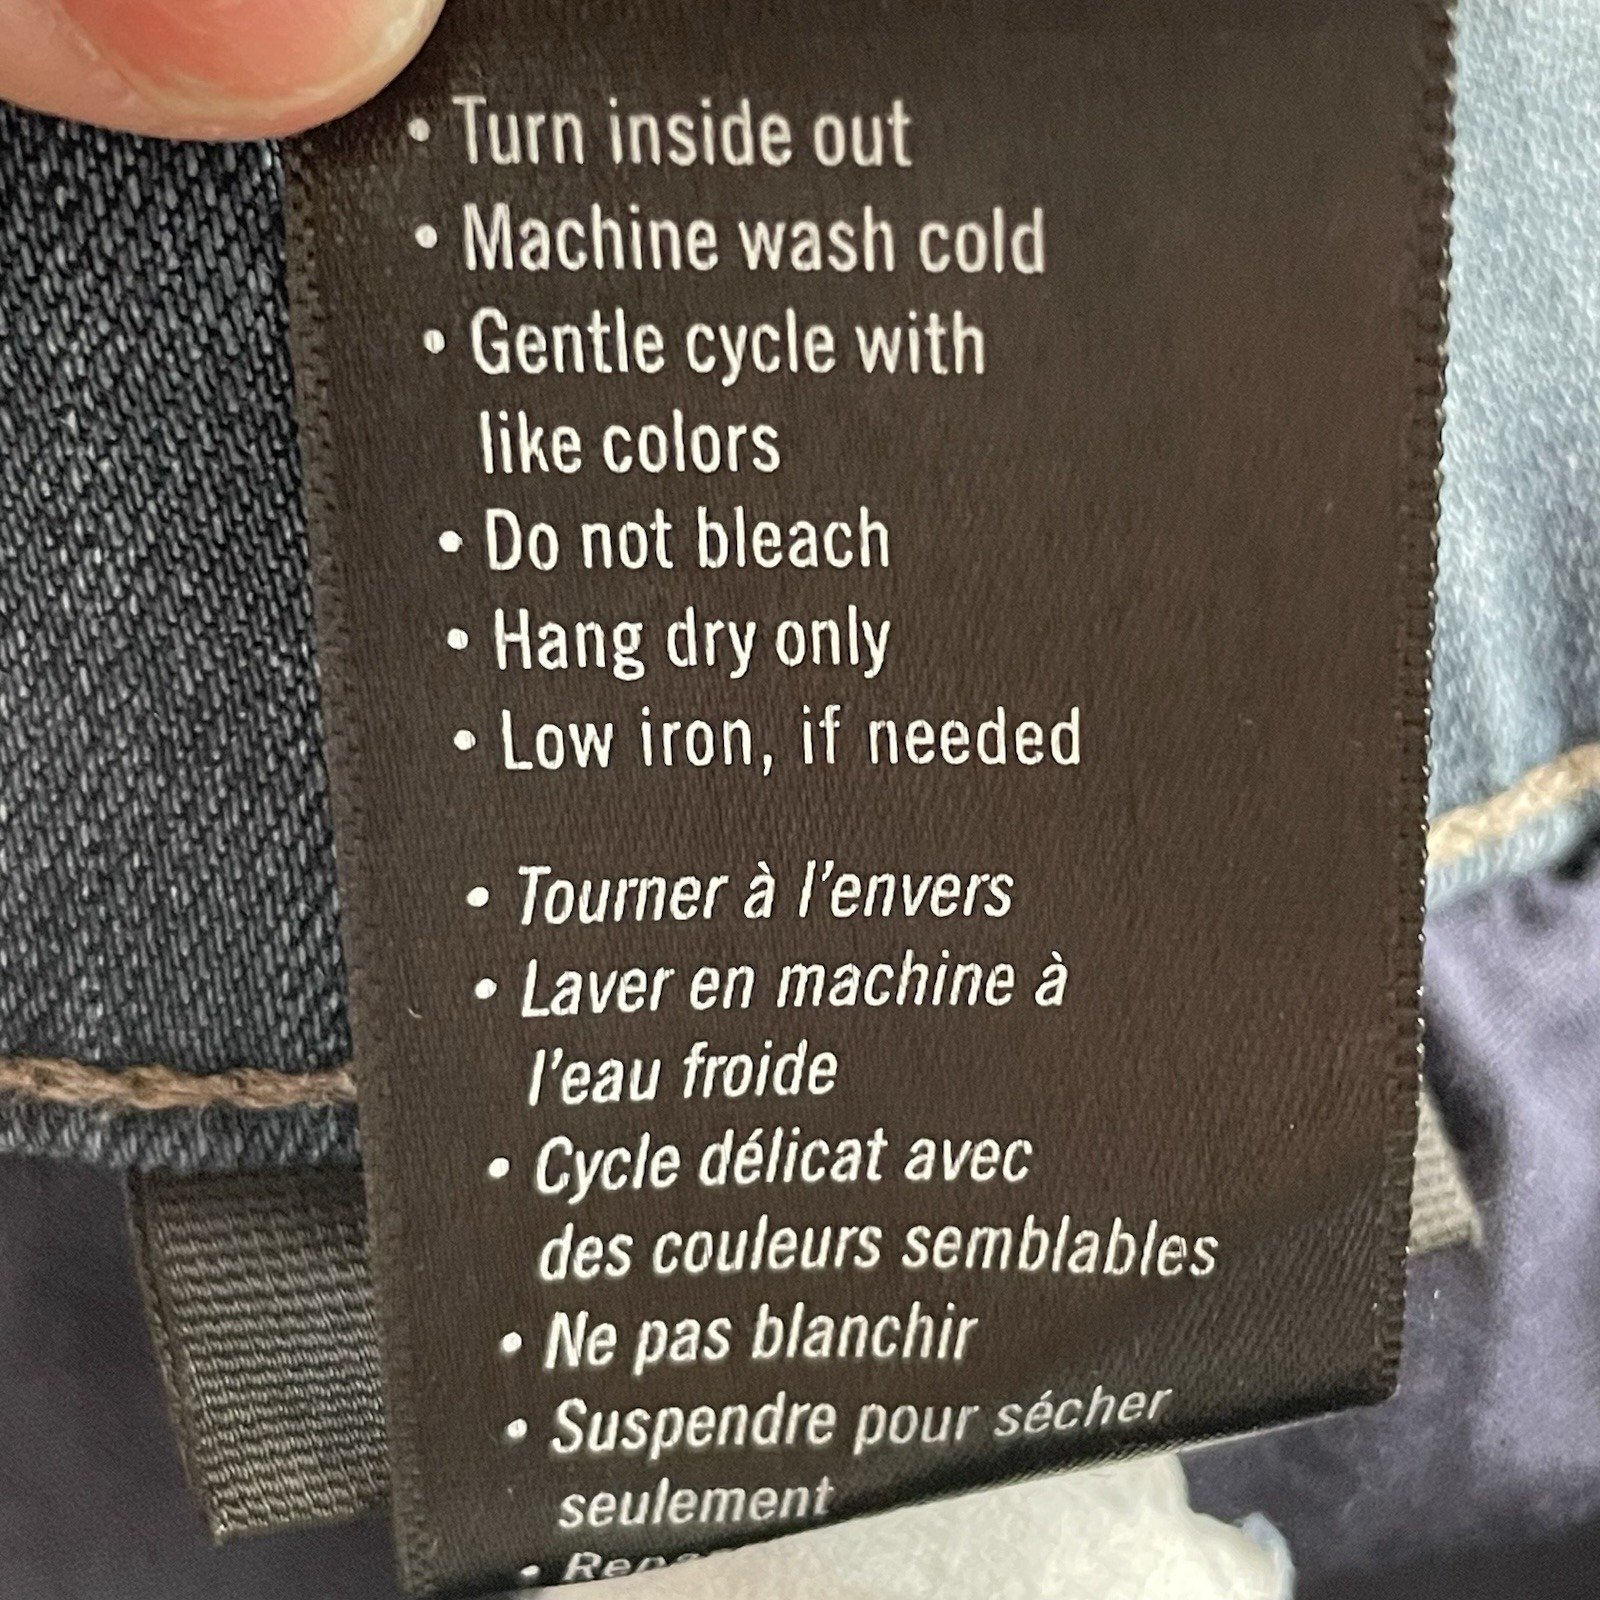 • Turn inside out
• Machine wash cold
• Gentle cycle with
like colors
• Do not bleach
• Hang dry only
• Low iron, if needed
• Tourner à l'envers
• Laver en machine à
l'eau froide
• Cycle délicat avec
des couleurs semblables
• Ne pas blanchir
• Suspendre pour sécher
seulement